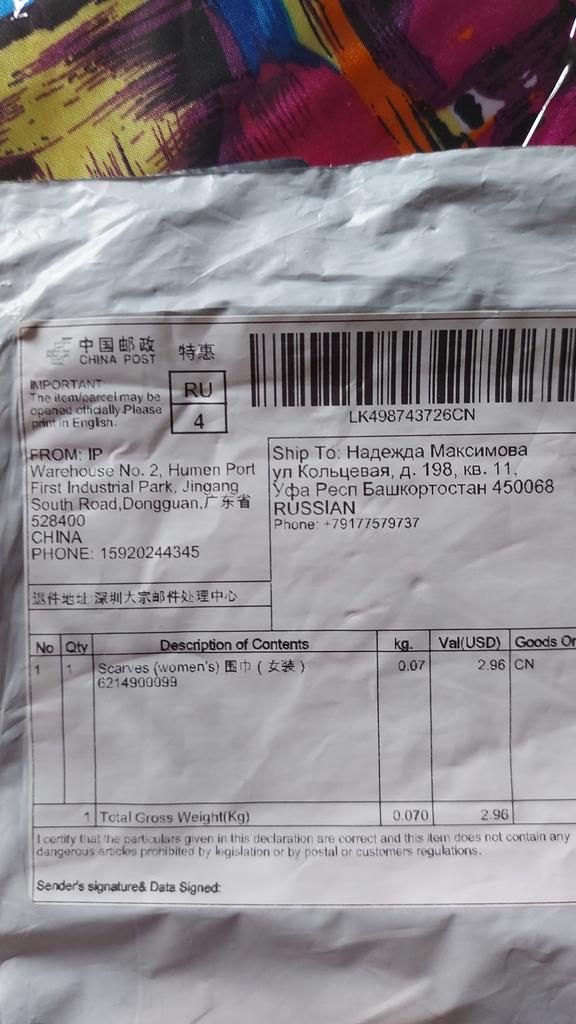 中国邮政
CHINA POST
特惠
IMPORTANT:
The item/parcel may be
opened officially.Please
print in English.
RU
4
LK498743726CN
FROM: IP
Warehouse No. 2, Humen Port
First Industrial Park, Jingang
South Road,Dongguan,广东省
528400
CHINA
PHONE: 15920244345
Ship To: Надежда Максимова
ул Кольцевая, д. 198, кв. 11,
Уфа Респ Башкортостан 450068
RUSSIAN
Phone: +79177579737
退件地址:深圳大宗邮件处理中心
No Qty Description of Contents kg. Val(USD) Goods Or
1 1 Scarves (women's) 围巾 ( 女装 ) 0.07 2.96 CN
6214900099
1 Total Gross Weight(Kg) 0.070 2.96
I certify that the particulars given in this declaration are correct and this item does not contain any
dangerous articles prohibited by legislation or by postal or customers regulations.
Sender's signature& Data Signed: